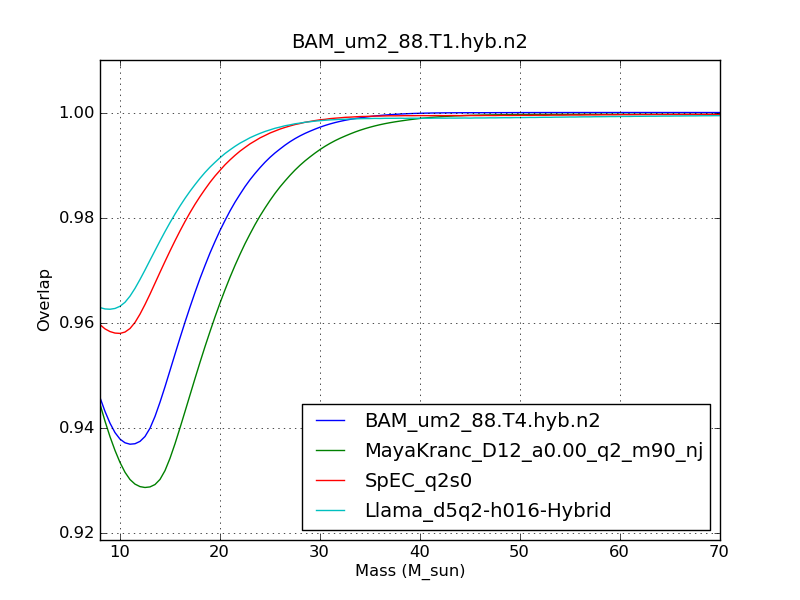 BAM_um2_88.T1.hyb.n2
1.00
0.98
0.96
0.94
0.92
Overlap
BAM_um2_88.T4.hyb.n2
MayaKranc_D12_a0.00_q2_m90_nj
SpEC_q2s0
Llama_d5q2-h016-Hybrid
10 20 30 40 50 60 70
Mass (M_sun)